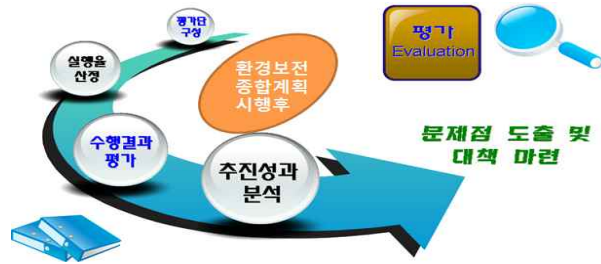 평가단
구성
실행율
산정
수행결과
평가
추진성과
분석
환경보전
종합계획
시행후
평가
Evaluation
문제점 도출 및
대책 마련